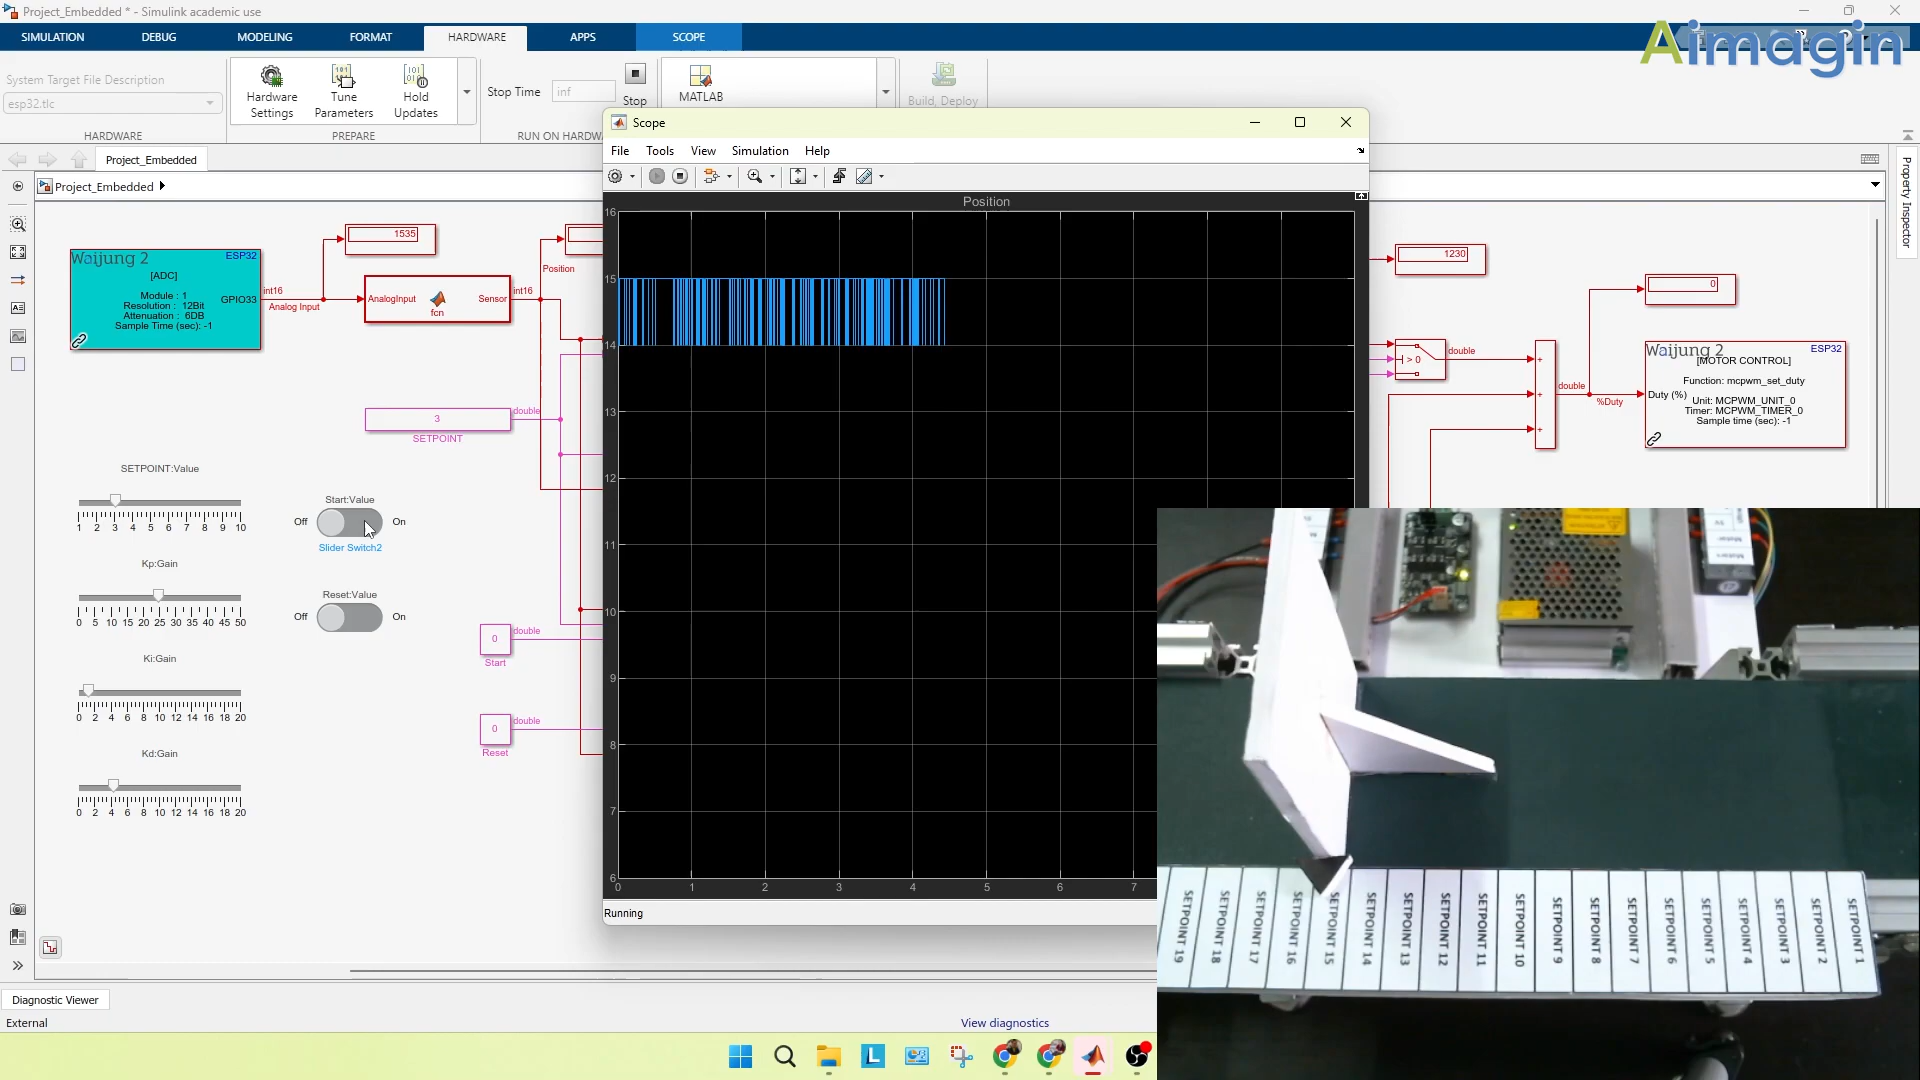 Project_Embedded * - Simulink academic use
SIMULATION
DEBUG
MODELING
FORMAT
HARDWARE
APPS
SCOPE
Aimagin
System Target File Description
esp32.tlc
Hardware
Settings
Tune
Parameters
Hold
Updates
Stop Time
inf
Stop
MATLAB
Build, Deploy
HARDWARE
PREPARE
RUN ON HARDWA
Project_Embedded
Project_Embedded
Property Inspector
Scope
File
Tools
View
Simulation
Help
Position
16
15
14
13
12
11
10
9
8
7
6
0
1
2
3
4
5
6
7
Running
Waijung 2
ESP32
[ADC]
Module : 1
Resolution : 12Bit
Attenuation : 6DB
Sample Time (sec): -1
GPIO33
int16
Analog Input
1535
AnalogInput
fcn
Sensor
int16
Position
3
double
SETPOINT
SETPOINT:Value
1 2 3 4 5 6 7 8 9 10
Start:Value
Off
On
Slider Switch2
Kp:Gain
0 5 10 15 20 25 30 35 40 45 50
Reset:Value
Off
On
Ki:Gain
0 2 4 6 8 10 12 14 16 18 20
Kd:Gain
0 2 4 6 8 10 12 14 16 18 20
0
double
Start
0
double
Reset
1230
0
> 0
double
+
+
+
double
%Duty
Waijung 2
ESP32
[MOTOR CONTROL]
Function: mcpwm_set_duty
Duty (%)
Unit: MCPWM_UNIT_0
Timer: MCPWM_TIMER_0
Sample time (sec): -1
SETPOINT 19
SETPOINT 18
SETPOINT 17
SETPOINT 16
SETPOINT 15
SETPOINT 14
SETPOINT 13
SETPOINT 12
SETPOINT 11
SETPOINT 10
SETPOINT 9
SETPOINT 8
SETPOINT 7
SETPOINT 6
SETPOINT 5
SETPOINT 4
SETPOINT 3
SETPOINT 2
SETPOINT 1
Diagnostic Viewer
External
View diagnostics